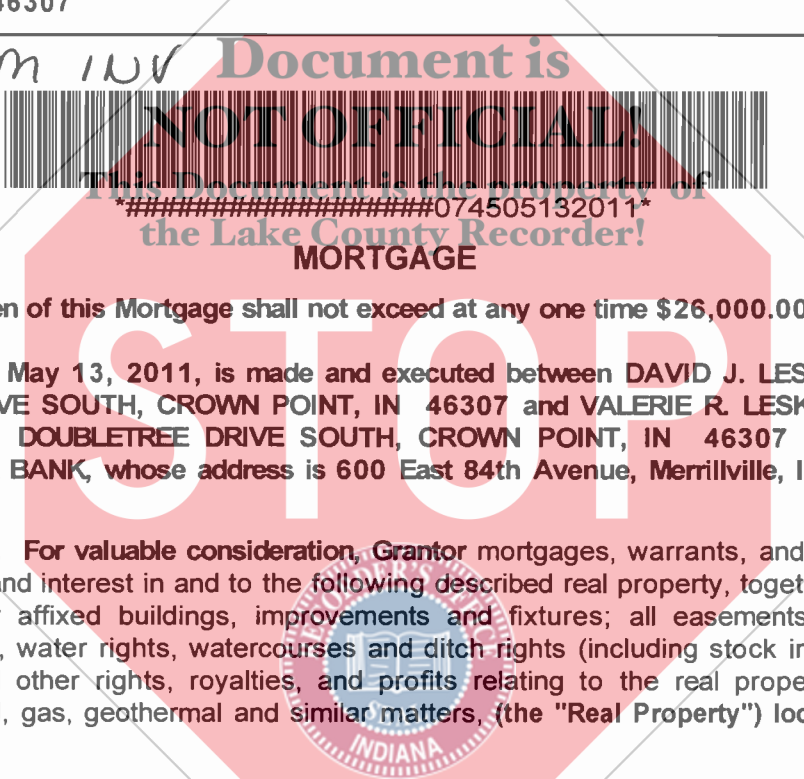 46307
M INV
Document is
NOT OFFICIAL!
This Document is the property of
*###################074505132011*
the Lake County Recorder!
MORTGAGE
en of this Mortgage shall not exceed at any one time $26,000.00
STOP
May 13, 2011, is made and executed between DAVID J. LES
VE SOUTH, CROWN POINT, IN 46307 and VALERIE R. LESK
DOUBLETREE DRIVE SOUTH, CROWN POINT, IN 46307
BANK, whose address is 600 East 84th Avenue, Merrillville, I
For valuable consideration, Grantor mortgages, warrants, and
and interest in and to the following described real property, toget
affixed buildings, improvements and fixtures; all easements
, water rights, watercourses and ditch rights (including stock in
other rights, royalties, and profits relating to the real prope
, gas, geothermal and similar matters, (the "Real Property") loc
INDIANA